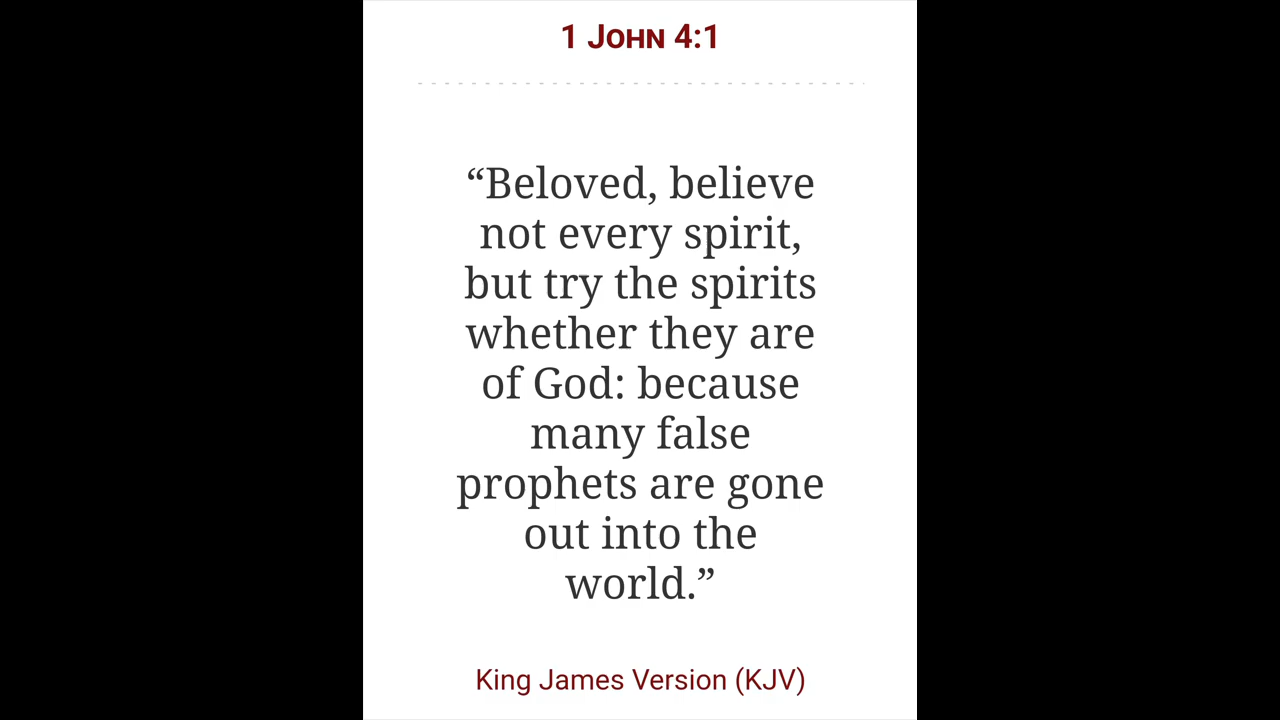 1 John 4:1
“Beloved, believe
not every spirit,
but try the spirits
whether they are
of God: because
many false
prophets are gone
out into the
world.”
King James Version (KJV)